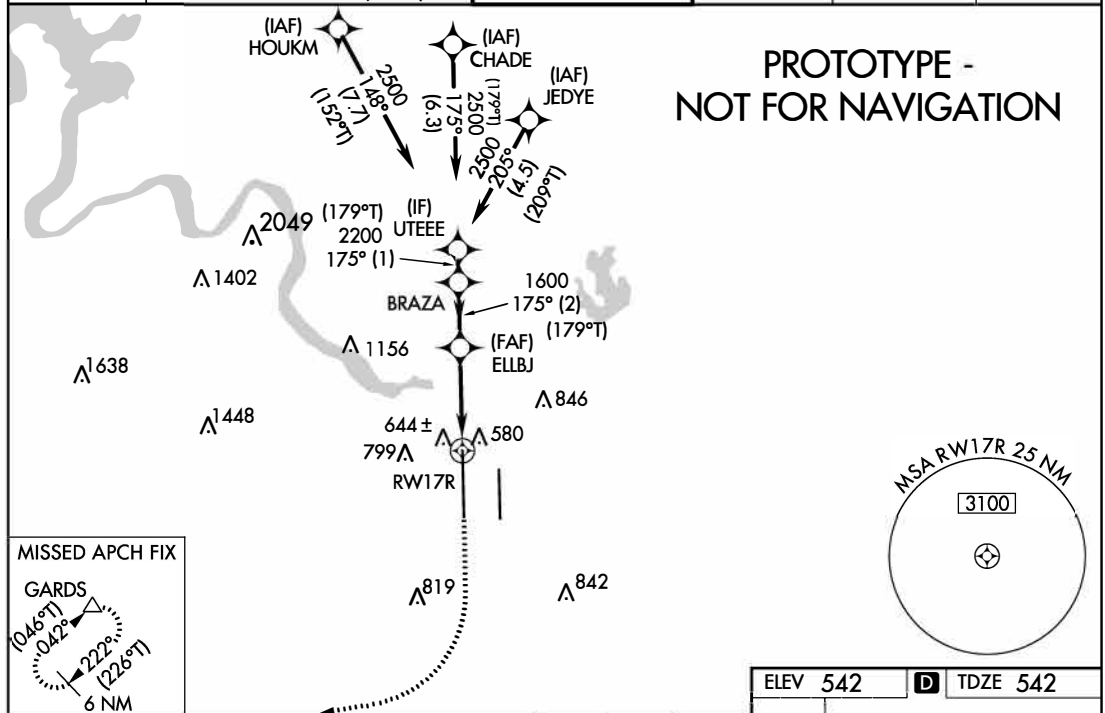 (IAF)
HOUKM
(IAF)
CHADE
(IAF)
JEDYE
PROTOTYPE -
NOT FOR NAVIGATION
2500
148°
(7.7)
(152°T)
(179°T)
2500
175°
(6.3)
2500
205°
(4.5)
(209°T)
2049
(179°T)
2200
175° (1)
(IF)
UTEEE
1402
BRAZA
1600
175° (2)
(179°T)
1156
(FAF)
ELLBJ
1638
846
1448
644 ±
580
799
RW17R
MSA RW17R 25 NM
3100
MISSED APCH FIX
GARDS
(046°T)
042°
222°
(226°T)
6 NM
819
842
ELEV 542
D
TDZE 542